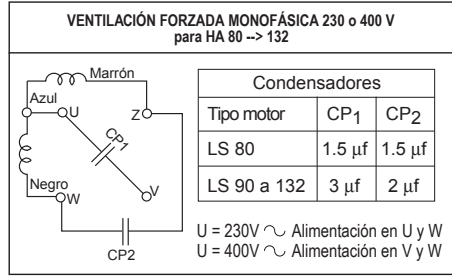 VENTILACIÓN FORZADA MONOFÁSICA 230 o 400 V
para HA 80 --> 132
Marrón
Azul
U
Z
CP1
Negro
W
V
CP2
Condensadores
Tipo motor CP1 CP2
LS 80 1.5 µf 1.5 µf
LS 90 a 132 3 µf 2 µf
U = 230V ∿ Alimentación en U y W
U = 400V ∿ Alimentación en V y W